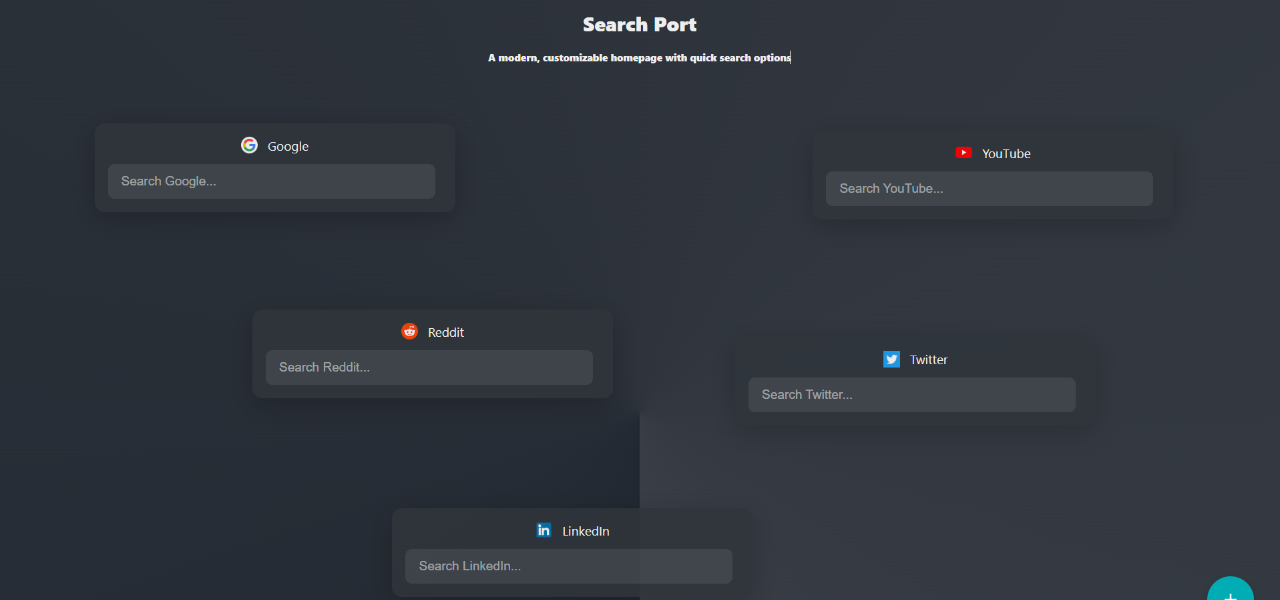 Search Port
A modern, customizable homepage with quick search options
Google
Search Google...
YouTube
Search YouTube...
Reddit
Search Reddit...
Twitter
Search Twitter...
in LinkedIn
Search LinkedIn...
+